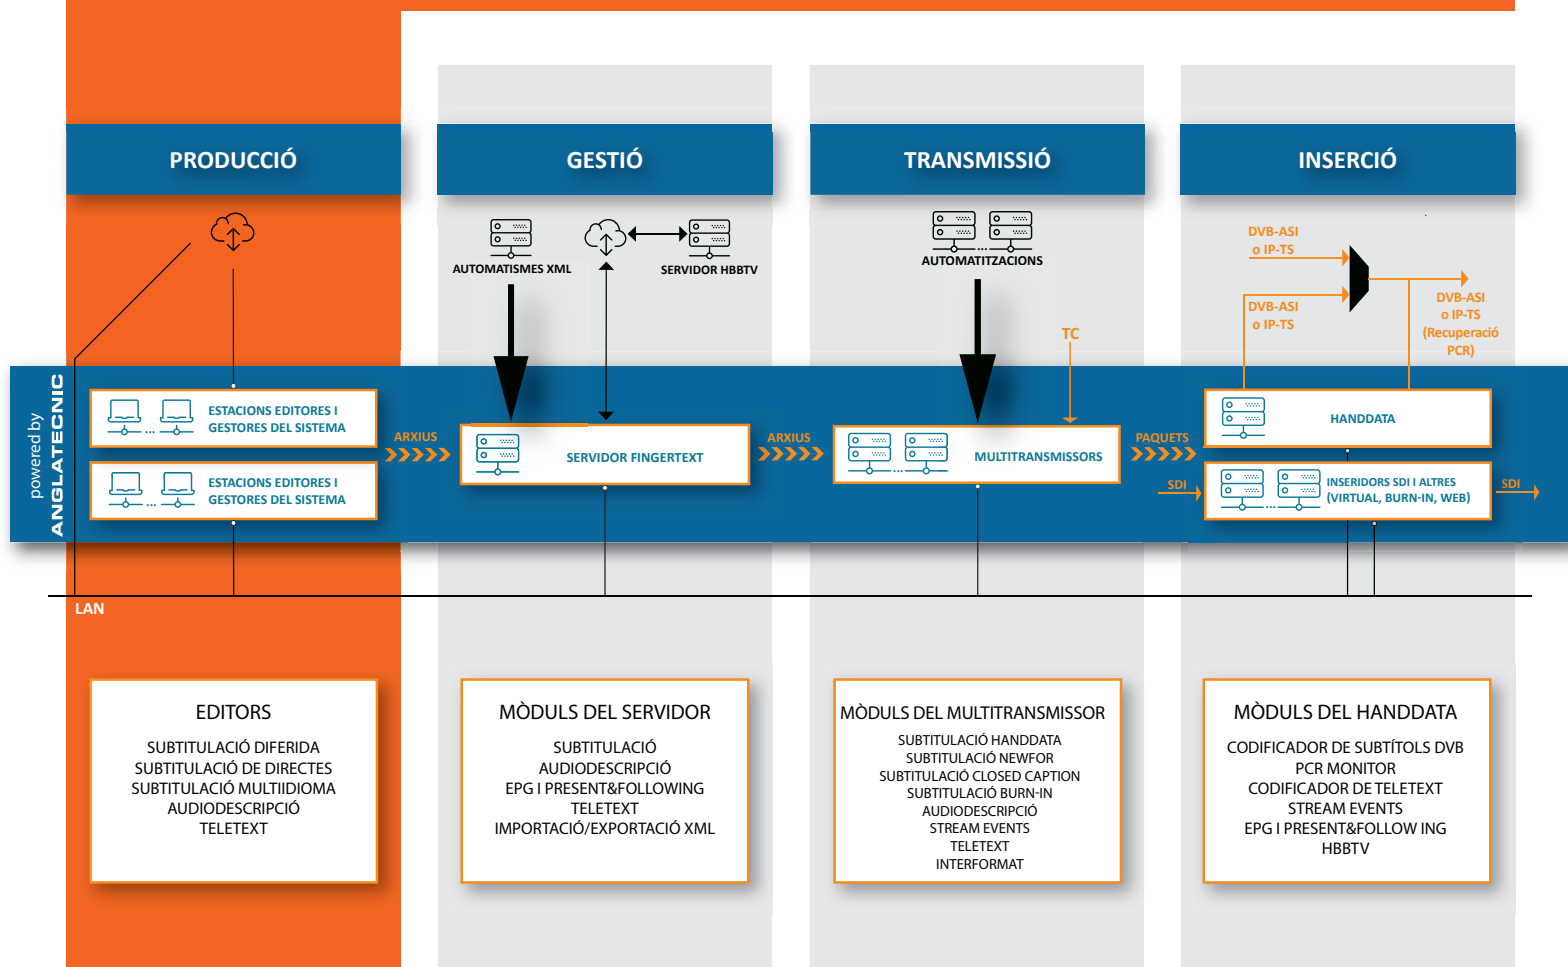 PRODUCCIÓ
GESTIÓ
TRANSMISSIÓ
INSERCIÓ
AUTOMATISMES XML
SERVIDOR HBBTV
AUTOMATITZACIONS
TC
DVB-ASI
o IP-TS
DVB-ASI
o IP-TS
DVB-ASI
o IP-TS
(Recuperació
PCR)
powered by
ANGLATECNIC
ESTACIONS EDITORES I
GESTORES DEL SISTEMA
ESTACIONS EDITORES I
GESTORES DEL SISTEMA
ARXIUS
SERVIDOR FINGERTEXT
ARXIUS
MULTITRANSMISSORS
PAQUETS
HANDDATA
SDI
INSERIDORS SDI I ALTRES
(VIRTUAL, BURN-IN, WEB)
SDI
LAN
EDITORS
SUBTITULACIÓ DIFERIDA
SUBTITULACIÓ DE DIRECTES
SUBTITULACIÓ MULTIIDIOMA
AUDIODESCRIPCIÓ
TELETEXT
MÒDULS DEL SERVIDOR
SUBTITULACIÓ
AUDIODESCRIPCIÓ
EPG I PRESENT&FOLLOWING
TELETEXT
IMPORTACIÓ/EXPORTACIÓ XML
MÒDULS DEL MULTITRANSMISSOR
SUBTITULACIÓ HANDDATA
SUBTITULACIÓ NEWFOR
SUBTITULACIÓ CLOSED CAPTION
SUBTITULACIÓ BURN-IN
AUDIODESCRIPCIÓ
STREAM EVENTS
TELETEXT
INTERFORMAT
MÒDULS DEL HANDDATA
CODIFICADOR DE SUBTÍTOLS DVB
PCR MONITOR
CODIFICADOR DE TELETEXT
STREAM EVENTS
EPG I PRESENT&FOLLOW ING
HBBTV